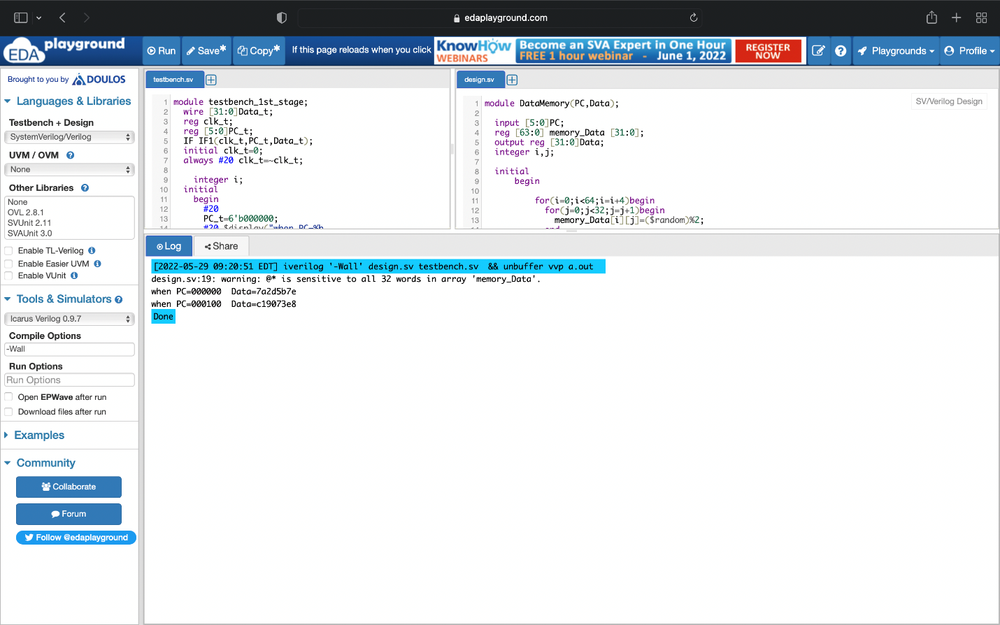 edaplayground.com
EDA playground
Run
Save*
Copy*
If this page reloads when you click
KnowHow WEBINARS
Become an SVA Expert in One Hour
FREE 1 hour webinar - June 1, 2022
REGISTER NOW
Playgrounds
Profile
Brought to you by DOULOS
Languages & Libraries
Testbench + Design
SystemVerilog/Verilog
UVM / OVM
None
Other Libraries
None
OVL 2.8.1
SVUnit 2.11
SVAUnit 3.0
Enable TL-Verilog
Enable Easier UVM
Enable VUnit
Tools & Simulators
Icarus Verilog 0.9.7
Compile Options
-Wall
Run Options
Run Options
Open EPWave after run
Download files after run
Examples
Community
Collaborate
Forum
Follow @edaplayground
testbench.sv
1 module testbench_1st_stage;
2 wire [31:0]Data_t;
3 reg clk_t;
4 reg [5:0]PC_t;
5 IF IF1(clk_t,PC_t,Data_t);
6 initial clk_t=0;
7 always #20 clk_t=~clk_t;
8
9 integer i;
10 initial
11 begin
12 #20
13 PC_t=6'b000000;
14 #20 $display("when PC=%b
design.sv
SV/Verilog Design
1 module DataMemory(PC,Data);
2
3 input [5:0]PC;
4 reg [63:0] memory_Data [31:0];
5 output reg [31:0]Data;
6 integer i,j;
7
8 initial
9 begin
10
11 for(i=0;i<64;i=i+4)begin
12 for(j=0;j<32;j=j+1)begin
13 memory_Data[i][j]=($random)%2;
14 end
Log
Share
[2022-05-29 09:20:51 EDT] iverilog '-Wall' design.sv testbench.sv && unbuffer vvp a.out
design.sv:19: warning: @* is sensitive to all 32 words in array 'memory_Data'.
when PC=000000 Data=7a2d5b7e
when PC=000100 Data=c19073e8
Done